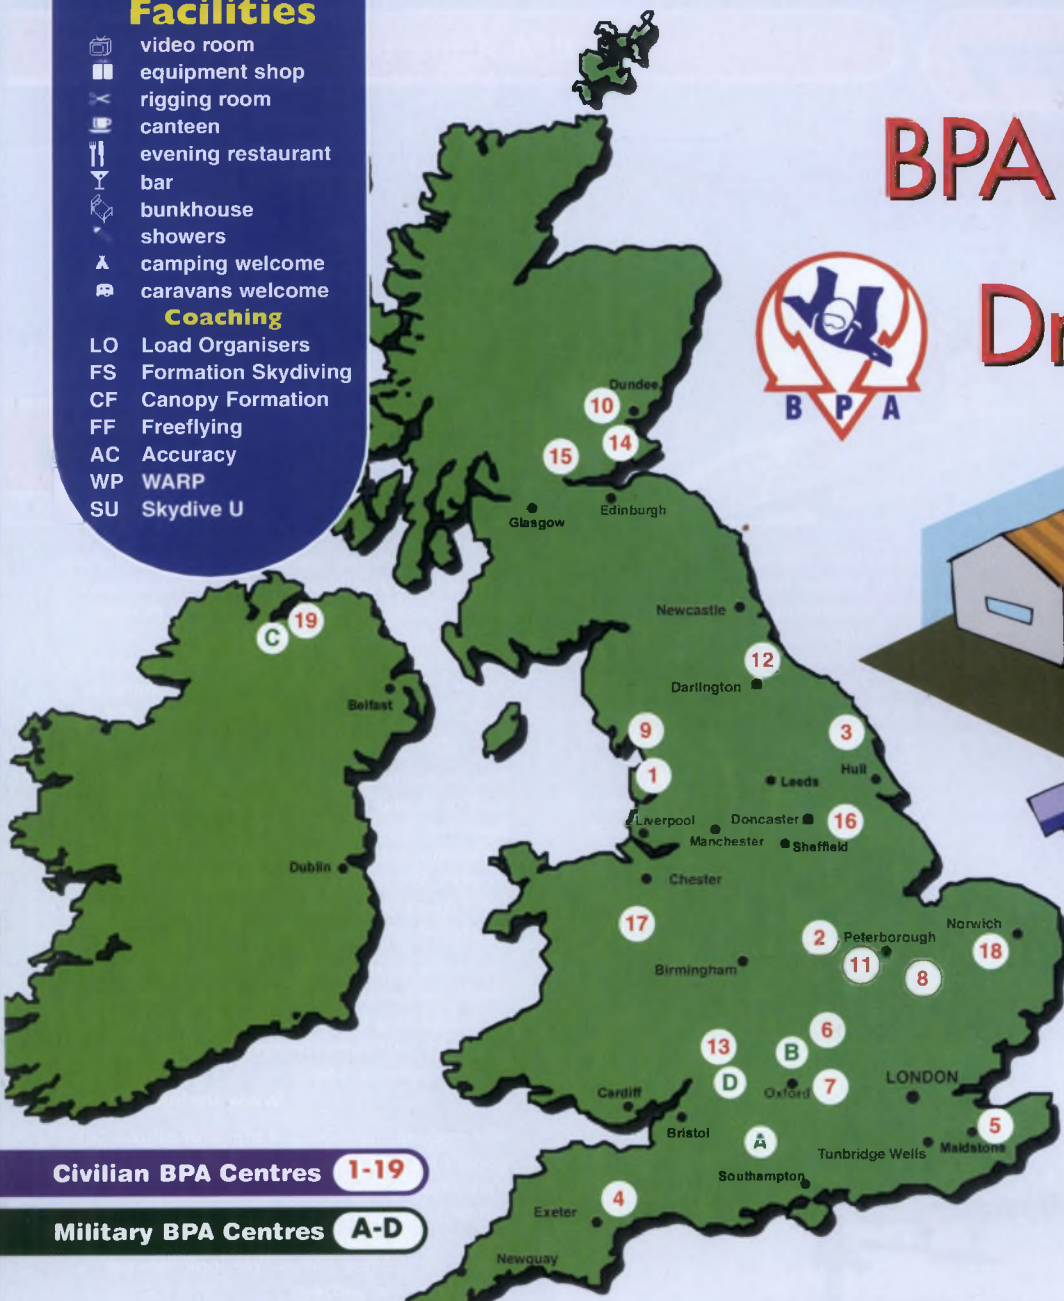 Facilities
video room
equipment shop
rigging room
canteen
evening restaurant
bar
bunkhouse
showers
camping welcome
caravans welcome
Coaching
LO Load Organisers
FS Formation Skydiving
CF Canopy Formation
FF Freeflying
AC Accuracy
WP WARP
SU Skydive U
BPA
Dr
B P A
Dundee
10
14
15
Glasgow
Edinburgh
19
C
Newcastle
12
Darlington
Belfast
9
3
1
Leeds
Hull
Liverpool
Doncaster
16
Manchester
Sheffield
Dublin
Chester
17
2
Peterborough
Norwich
18
Birmingham
11
8
6
13
B
D
Oxford
7
LONDON
Cardiff
Bristol
A
5
Tunbridge Wells
Maidstone
Southampton
4
Exeter
Newquay
Civilian BPA Centres 1-19
Military BPA Centres A-D